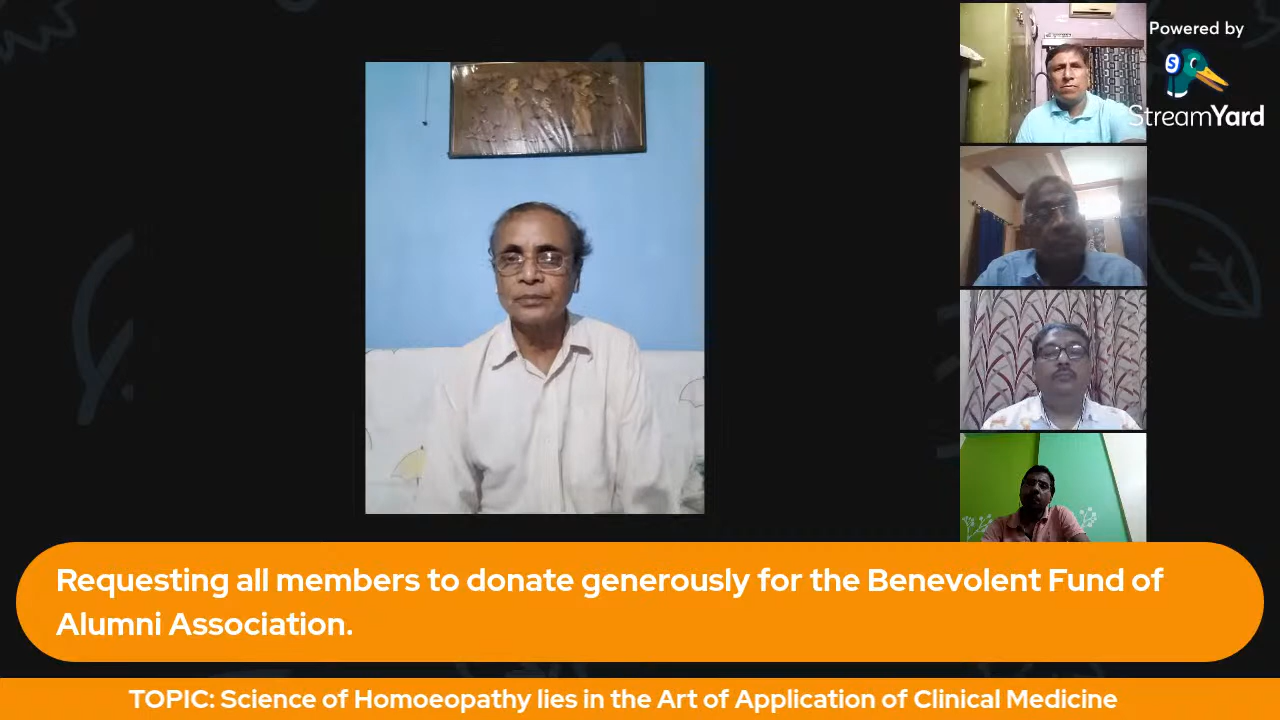 Powered by
S
StreamYard
Requesting all members to donate generously for the Benevolent Fund of
Alumni Association.
TOPIC: Science of Homoeopathy lies in the Art of Application of Clinical Medicine